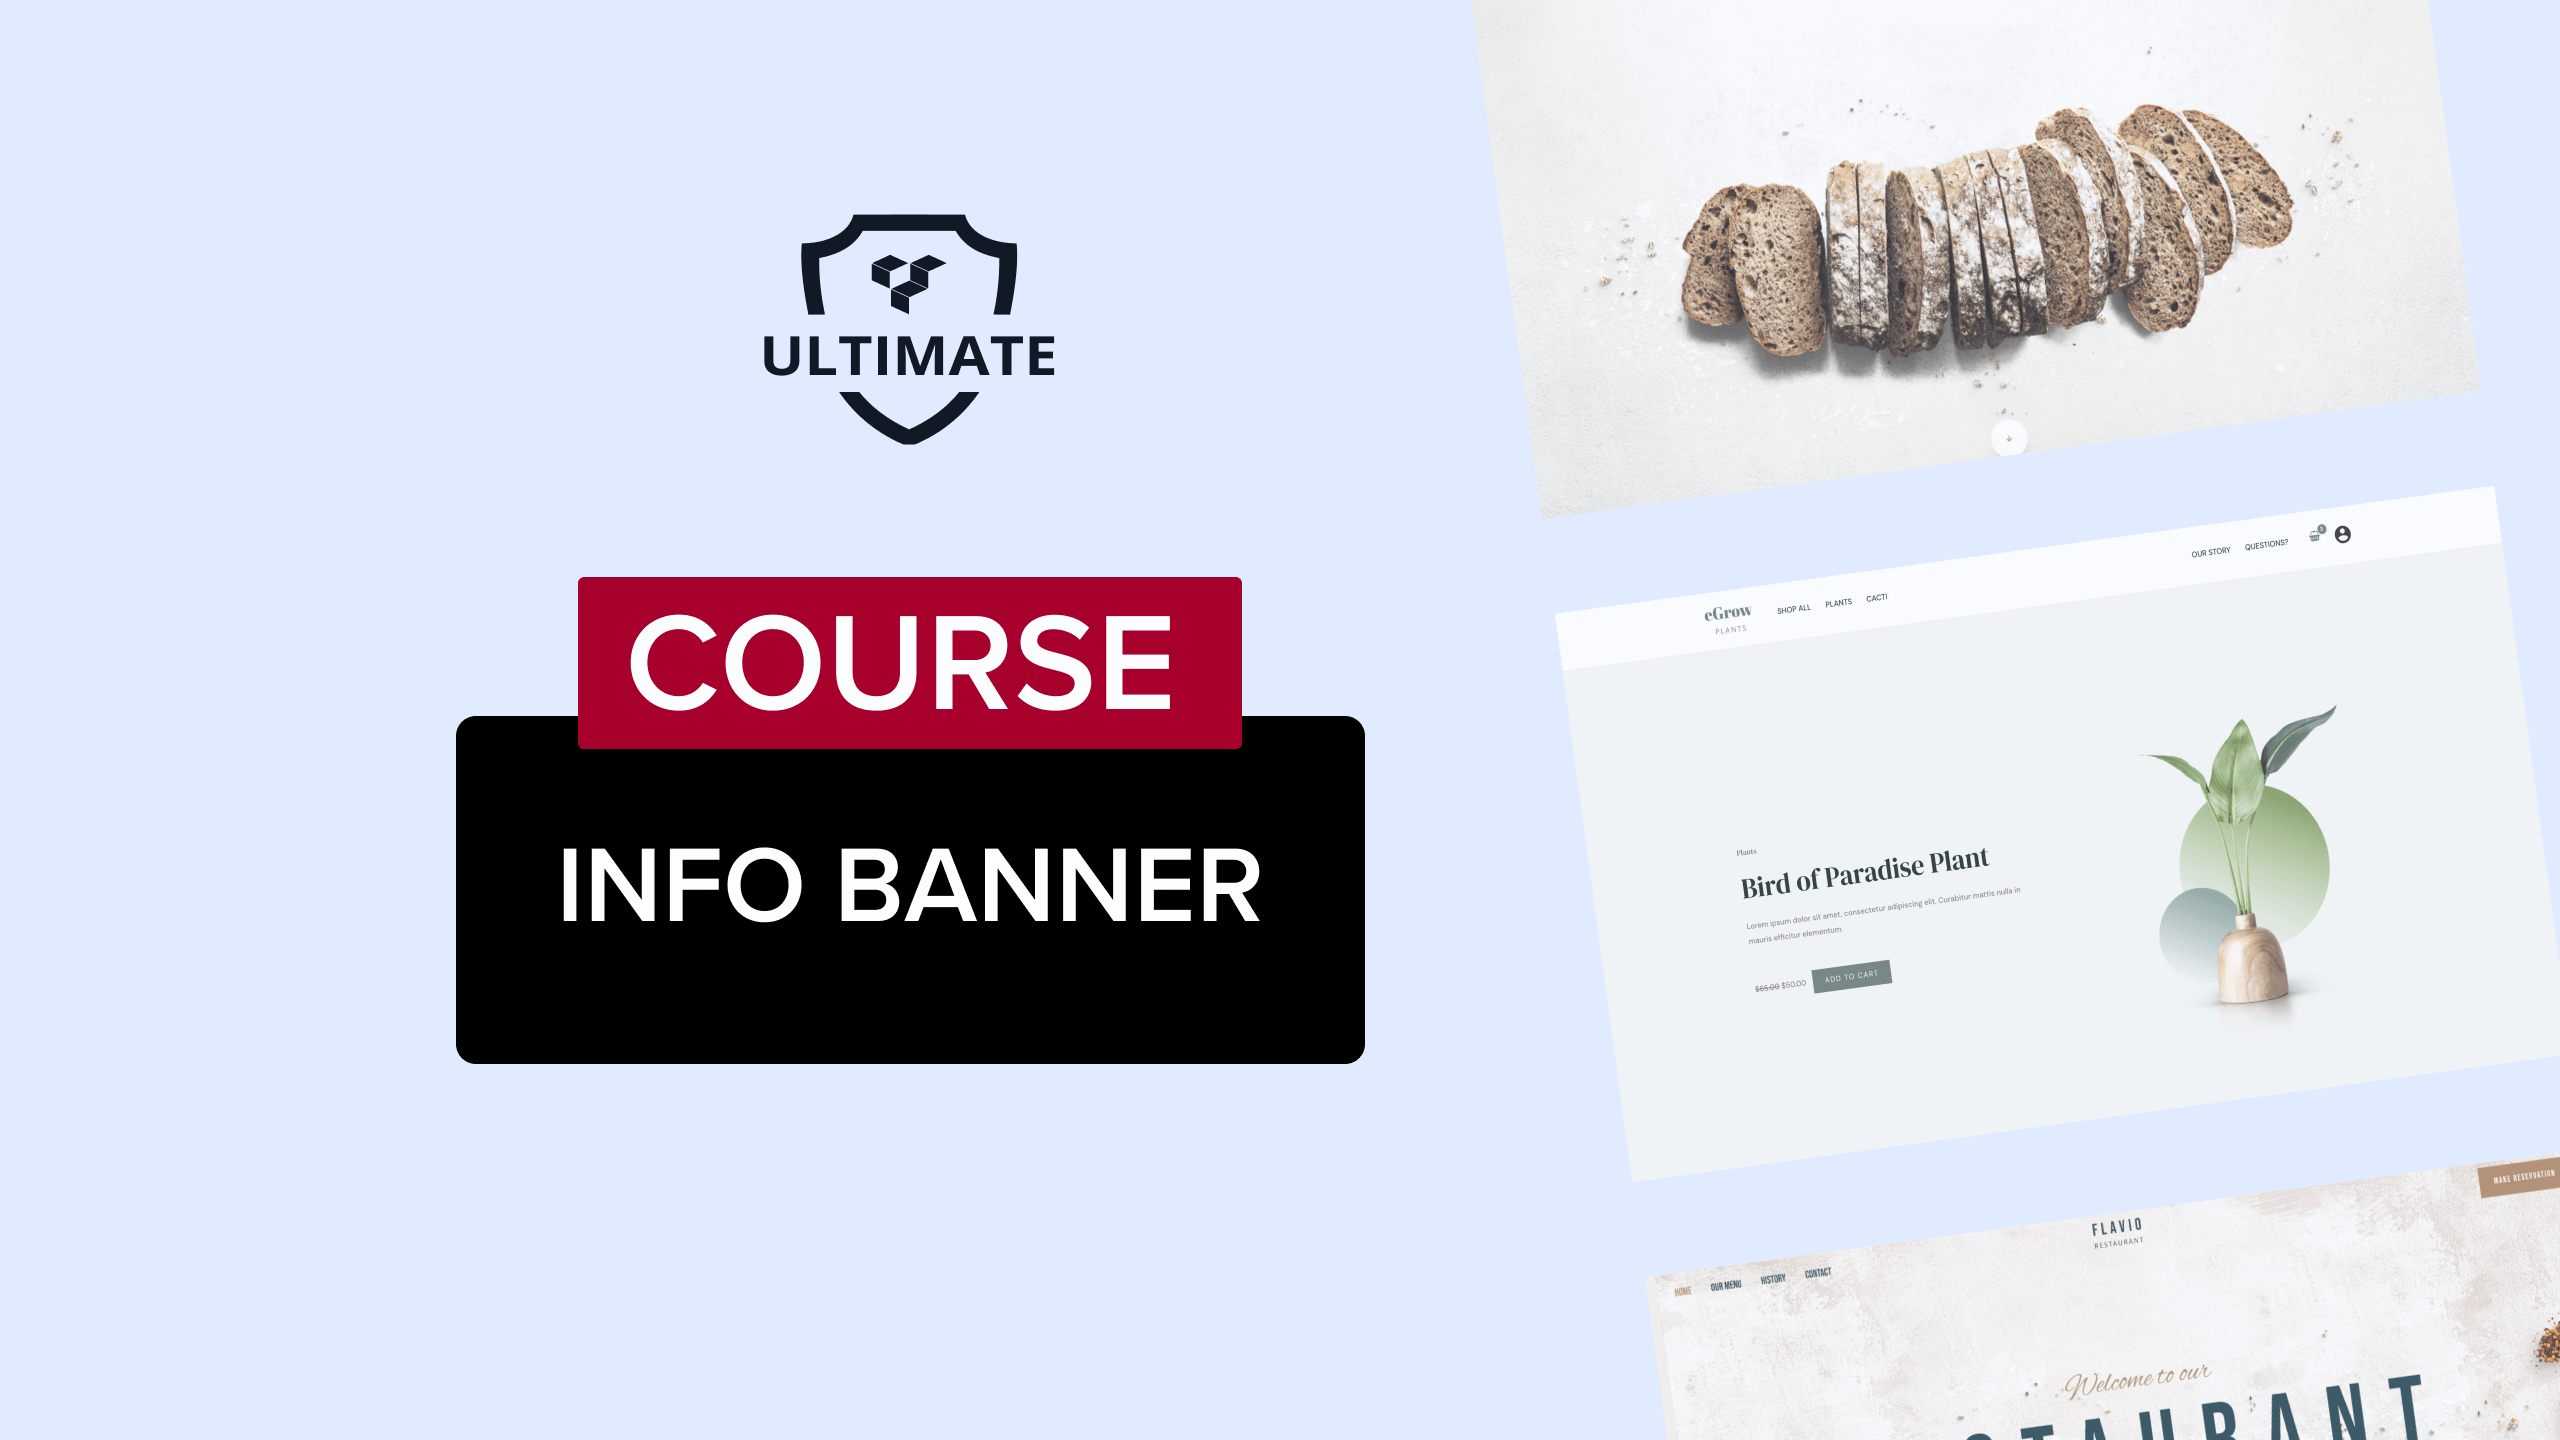 ULTIMATE
COURSE
INFO BANNER
OUR STORY
QUESTIONS?
eGrow
PLANTS
SHOP ALL
PLANTS
CACTI
Plants
Bird of Paradise Plant
Lorem ipsum dolor sit amet, consectetur adipiscing elit. Curabitur mattis nulla in
mauris efficitur elementum.
$65.00 $50.00
ADD TO CART
MAKE RESERVATION
FLAVIO
RESTAURANT
HOME
OUR MENU
HISTORY
CONTACT
Welcome to our
TAURANT